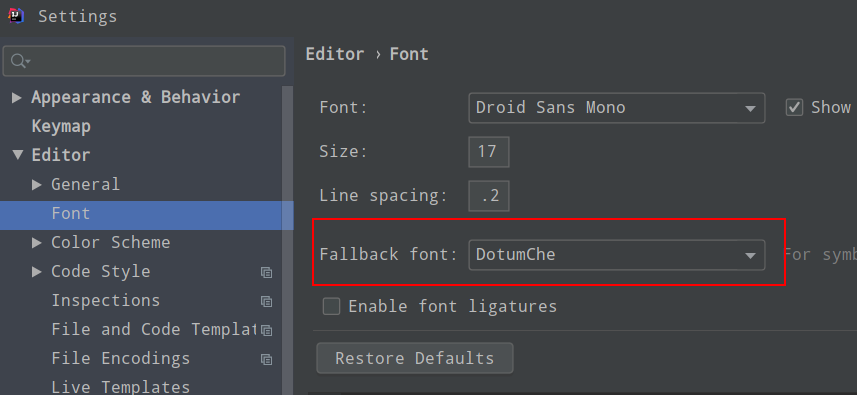 Settings
Appearance & Behavior
Keymap
Editor
General
Font
Color Scheme
Code Style
Inspections
File and Code Templat
File Encodings
Live Templates
Editor › Font
Font: Droid Sans Mono Show
Size: 17
Line spacing: .2
Fallback font: DotumChe For symb
Enable font ligatures
Restore Defaults